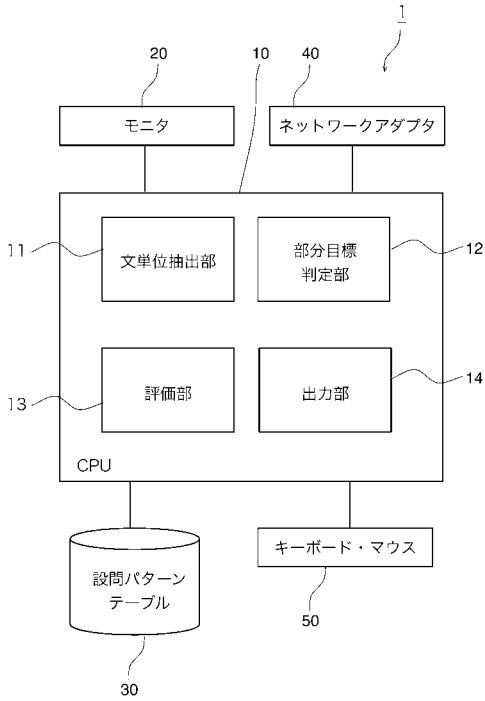 1
20
10
40
モニタ
ネットワークアダプタ
11
文単位抽出部
部分目標
判定部
12
13
評価部
出力部
14
CPU
設問パターン
テーブル
キーボード・マウス
50
30